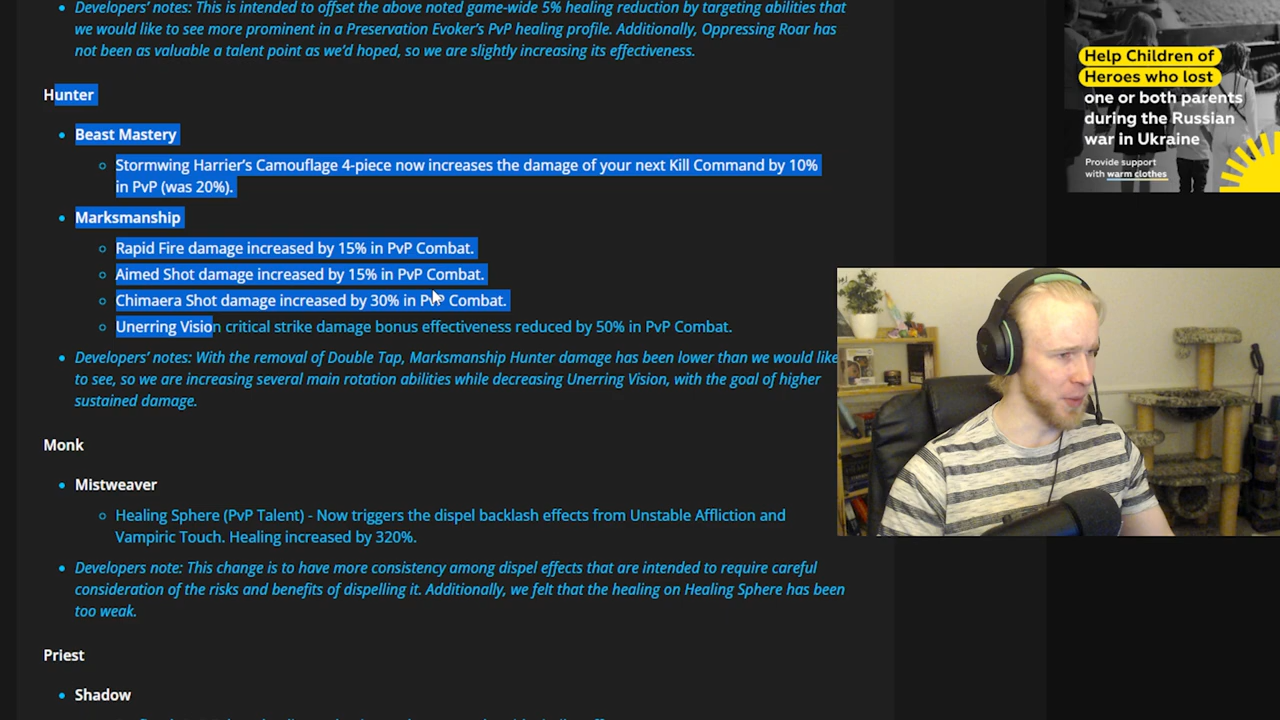 Developers' notes: This is intended to offset the above noted game-wide 5% healing reduction by targeting abilities that
we would like to see more prominent in a Preservation Evoker's PvP healing profile. Additionally, Oppressing Roar has
not been as valuable a talent point as we'd hoped, so we are slightly increasing its effectiveness.
Hunter
Beast Mastery
Stormwing Harrier's Camouflage 4-piece now increases the damage of your next Kill Command by 10%
in PvP (was 20%).
Marksmanship
Rapid Fire damage increased by 15% in PvP Combat.
Aimed Shot damage increased by 15% in PvP Combat.
Chimaera Shot damage increased by 30% in PvP Combat.
Unerring Vision critical strike damage bonus effectiveness reduced by 50% in PvP Combat.
Developers' notes: With the removal of Double Tap, Marksmanship Hunter damage has been lower than we would like
to see, so we are increasing several main rotation abilities while decreasing Unerring Vision, with the goal of higher
sustained damage.
Monk
Mistweaver
Healing Sphere (PvP Talent) - Now triggers the dispel backlash effects from Unstable Affliction and
Vampiric Touch. Healing increased by 320%.
Developers note: This change is to have more consistency among dispel effects that are intended to require careful
consideration of the risks and benefits of dispelling it. Additionally, we felt that the healing on Healing Sphere has been
too weak.
Priest
Shadow
Help Children of
Heroes who lost
one or both parents
during the Russian
war in Ukraine
Provide support
with warm clothes